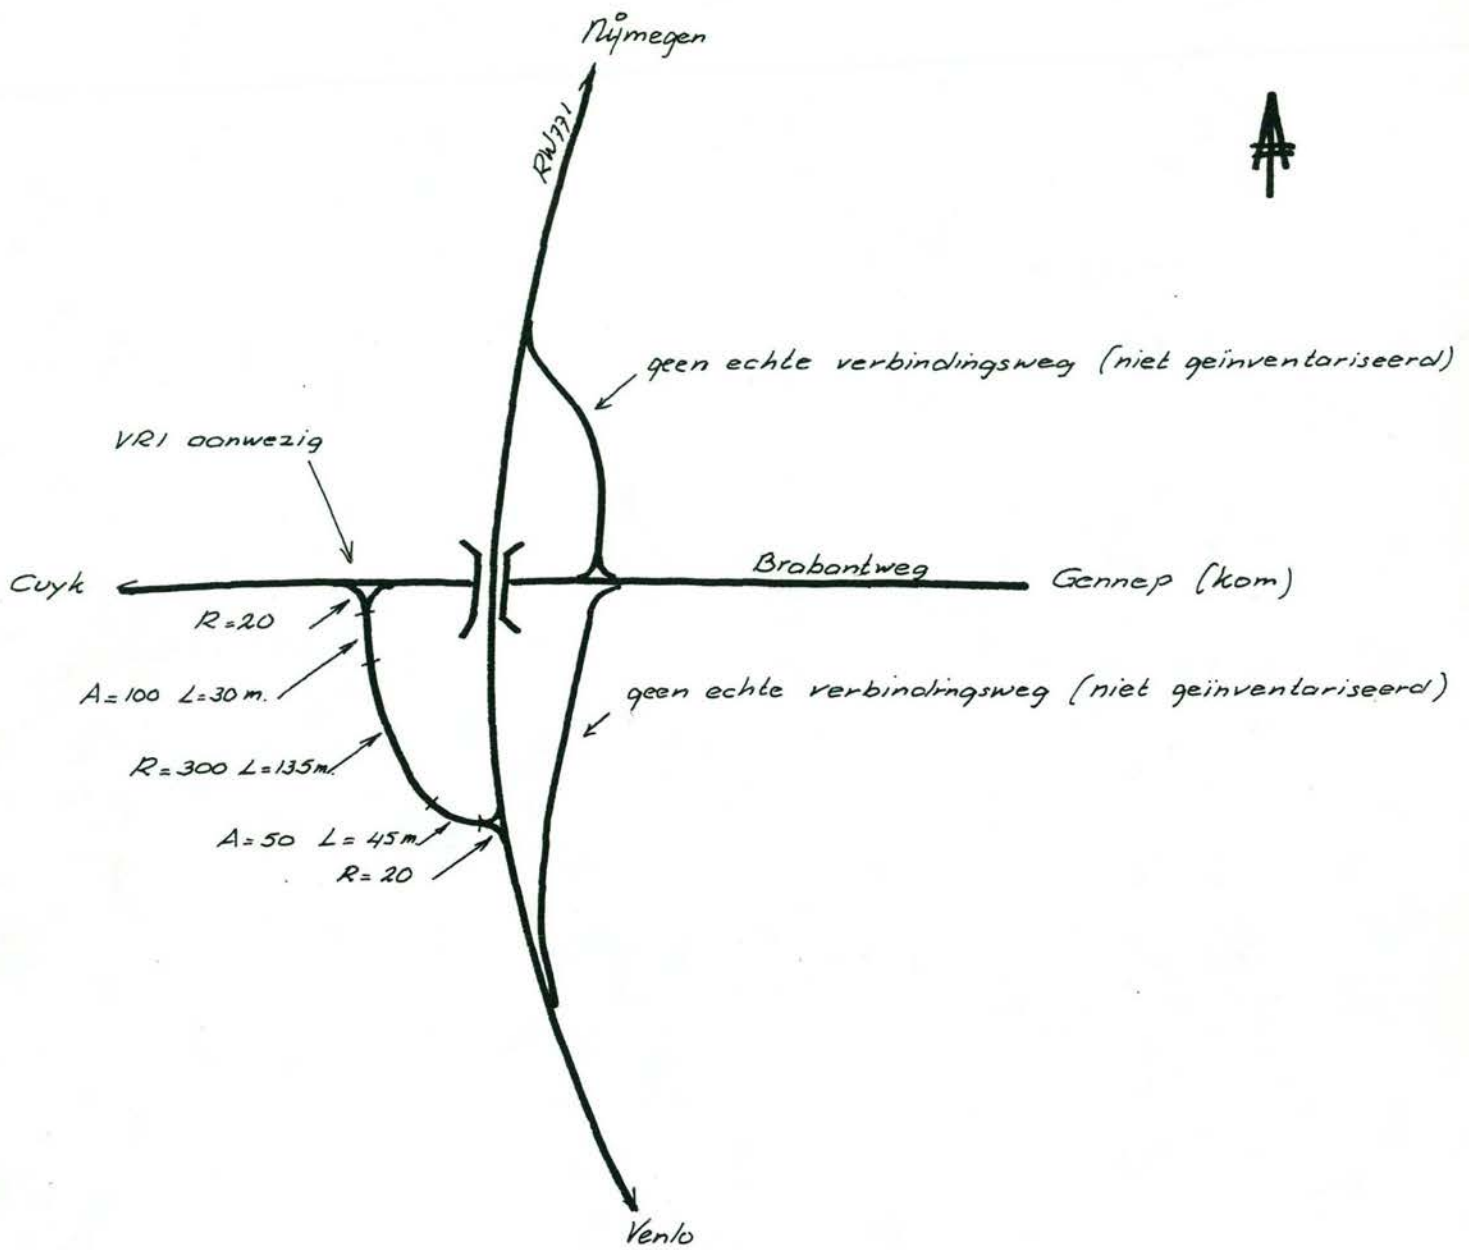 Nijmegen
RW771
geen echte verbindingsweg (niet geïnventariseerd)
VRI aanwezig
Brabantweg
Cuyk
Gennep (kom)
R=20
A=100 L=30 m.
geen echte verbindingsweg (niet geïnventariseerd)
R=300 L=135m.
A=50 L=45m
R=20
Venlo